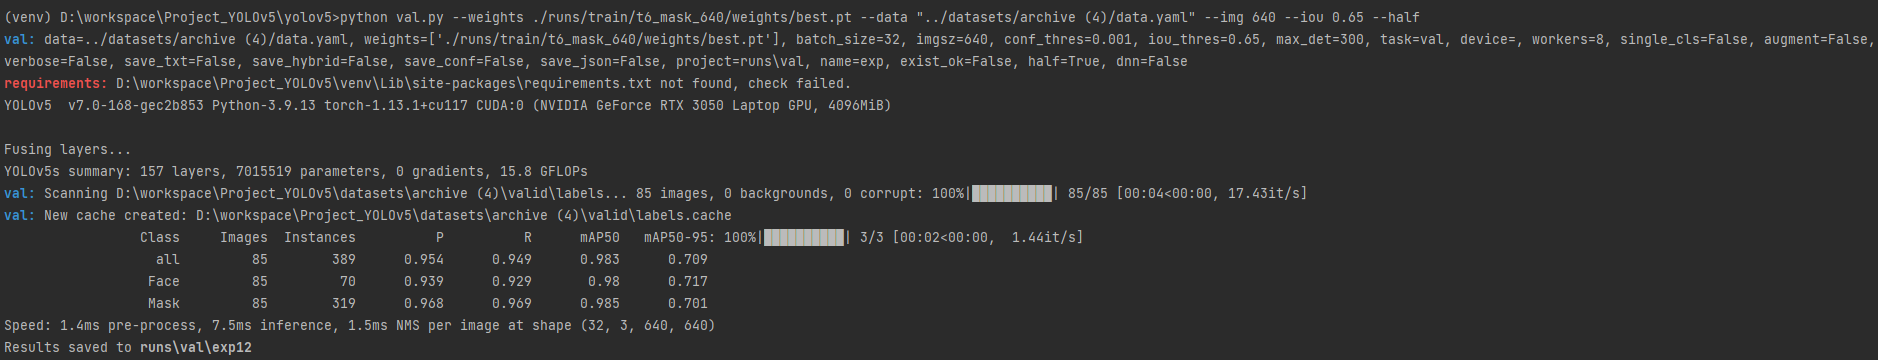 (venv) D:\workspace\Project_YOLOv5\yolov5>python val.py --weights ./runs/train/t6_mask_640/weights/best.pt --data "../datasets/archive (4)/data.yaml" --img 640 --iou 0.65 --half
val: data=../datasets/archive (4)/data.yaml, weights=['./runs/train/t6_mask_640/weights/best.pt'], batch_size=32, imgsz=640, conf_thres=0.001, iou_thres=0.65, max_det=300, task=val, device=, workers=8, single_cls=False, augment=False,
verbose=False, save_txt=False, save_hybrid=False, save_conf=False, save_json=False, project=runs\val, name=exp, exist_ok=False, half=True, dnn=False
requirements: D:\workspace\Project_YOLOv5\venv\Lib\site-packages\requirements.txt not found, check failed.
YOLOv5  v7.0-168-gec2b853 Python-3.9.13 torch-1.13.1+cu117 CUDA:0 (NVIDIA GeForce RTX 3050 Laptop GPU, 4096MiB)
Fusing layers...
YOLOv5s summary: 157 layers, 7015519 parameters, 0 gradients, 15.8 GFLOPs
val: Scanning D:\workspace\Project_YOLOv5\datasets\archive (4)\valid\labels... 85 images, 0 backgrounds, 0 corrupt: 100%|██████████| 85/85 [00:04<00:00, 17.43it/s]
val: New cache created: D:\workspace\Project_YOLOv5\datasets\archive (4)\valid\labels.cache
Class     Images  Instances          P          R      mAP50   mAP50-95: 100%|██████████| 3/3 [00:02<00:00,  1.44it/s]
all         85        389      0.954      0.949      0.983      0.709
Face         85         70      0.939      0.929       0.98      0.717
Mask         85        319      0.968      0.969      0.985      0.701
Speed: 1.4ms pre-process, 7.5ms inference, 1.5ms NMS per image at shape (32, 3, 640, 640)
Results saved to runs\val\exp12